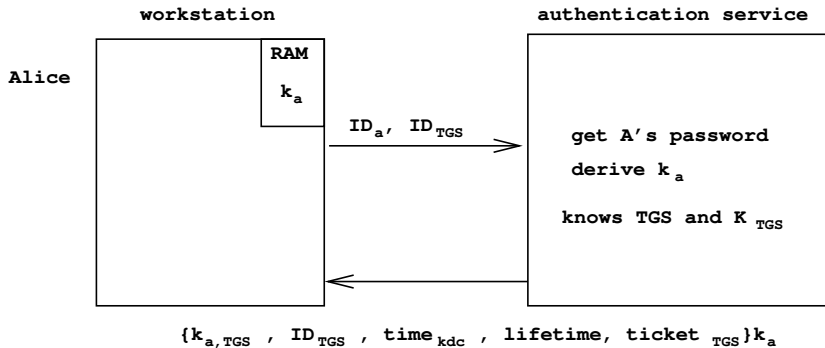 workstation
authentication service
Alice
RAM
k_a
ID_a, ID_TGS
get A's password
derive k_a
knows TGS and K_TGS
{k_a,TGS , ID_TGS , time_kdc , lifetime, ticket_TGS}k_a